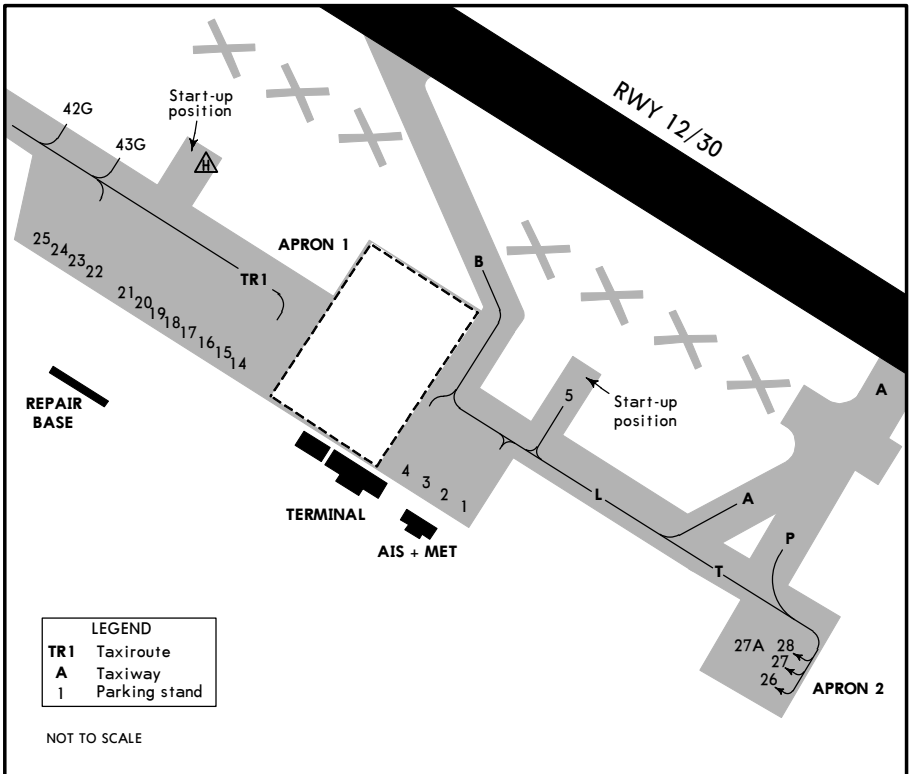 RWY 12/30
42G
Start-up
position
43G
H
APRON 1
B
TR1
25
24
23
22
21
20
19
18
17
16
15
14
A
5
Start-up
position
REPAIR
BASE
4
3
2
1
TERMINAL
L
A
AIS + MET
P
T
LEGEND
TR1 Taxiroute
A Taxiway
1 Parking stand
27A
28
27
26
APRON 2
NOT TO SCALE